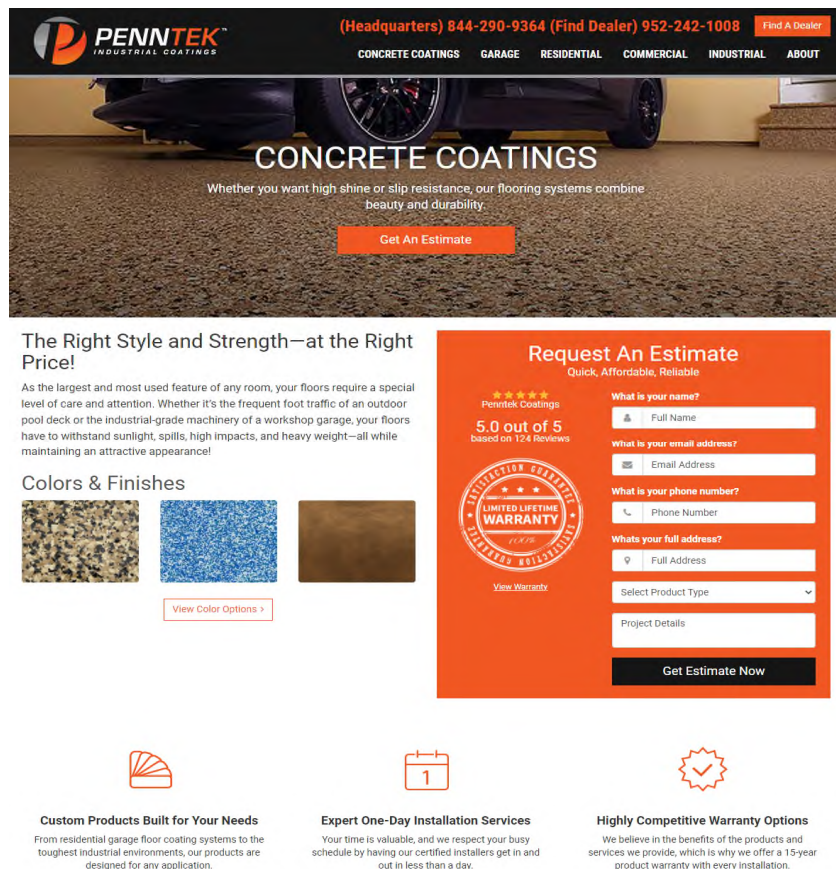 PENNTEK™
INDUSTRIAL COATINGS
(Headquarters) 844-290-9364 (Find Dealer) 952-242-1008
Find A Dealer
CONCRETE COATINGS GARAGE RESIDENTIAL COMMERCIAL INDUSTRIAL ABOUT
CONCRETE COATINGS
Whether you want high shine or slip resistance, our flooring systems combine
beauty and durability.
Get An Estimate
The Right Style and Strength—at the Right
Price!
As the largest and most used feature of any room, your floors require a special
level of care and attention. Whether it's the frequent foot traffic of an outdoor
pool deck or the industrial-grade machinery of a workshop garage, your floors
have to withstand sunlight, spills, high impacts, and heavy weight—all while
maintaining an attractive appearance!
Colors & Finishes
View Color Options >
Request An Estimate
Quick, Affordable, Reliable
Penntek Coatings
5.0 out of 5
based on 124 Reviews
SATISFACTION GUARANTEE
LIMITED LIFETIME
WARRANTY
100%
SATISFACTION GUARANTEE
View Warranty
What is your name?
Full Name
What is your email address?
Email Address
What is your phone number?
Phone Number
Whats your full address?
Full Address
Select Product Type
Project Details
Get Estimate Now
Custom Products Built for Your Needs
From residential garage floor coating systems to the
toughest industrial environments, our products are
designed for any application.
1
Expert One-Day Installation Services
Your time is valuable, and we respect your busy
schedule by having our certified installers get in and
out in less than a day.
Highly Competitive Warranty Options
We believe in the benefits of the products and
services we provide, which is why we offer a 15-year
product warranty with every installation.